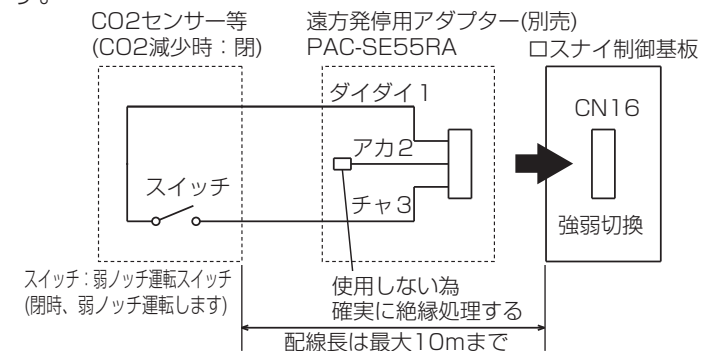 す。
CO2センサー等
(CO2減少時：閉)
遠方発停用アダプター(別売)
PAC-SE55RA
ロスナイ制御基板
ダイダイ1
アカ2
チャ3
スイッチ
CN16
強弱切換
スイッチ：弱ノッチ運転スイッチ
(閉時、弱ノッチ運転します)
使用しない為
確実に絶縁処理する
配線長は最大10mまで